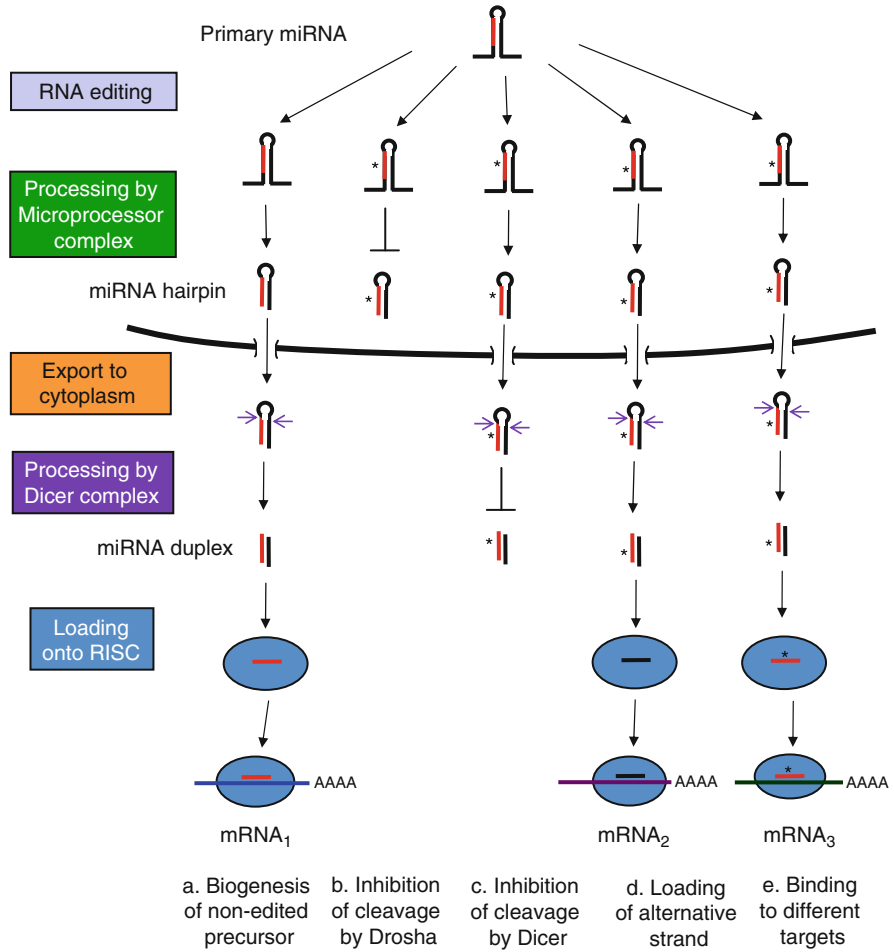 Primary miRNA
RNA editing
*
*
*
*
Processing by
Microprocessor
complex
miRNA hairpin
*
*
*
*
Export to
cytoplasm
*
*
*
Processing by
Dicer complex
miRNA duplex
*
*
*
Loading
onto RISC
*
*
AAAA
AAAA
AAAA
mRNA1
mRNA2
mRNA3
a. Biogenesis
of non-edited
precursor
b. Inhibition
of cleavage
by Drosha
c. Inhibition
of cleavage
by Dicer
d. Loading
of alternative
strand
e. Binding
to different
targets